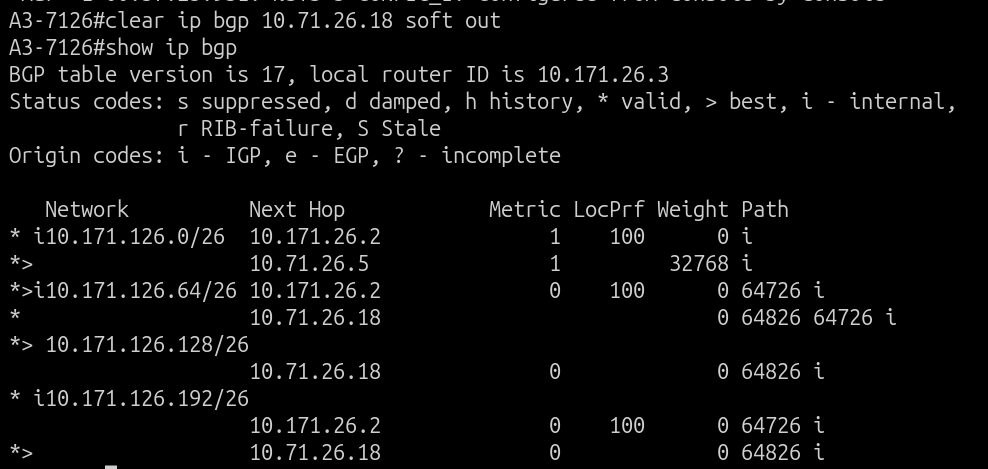 A3-7126#clear ip bgp 10.71.26.18 soft out
A3-7126#show ip bgp
BGP table version is 17, local router ID is 10.171.26.3
Status codes: s suppressed, d damped, h history, * valid, > best, i - internal,
              r RIB-failure, S Stale
Origin codes: i - IGP, e - EGP, ? - incomplete

   Network          Next Hop            Metric LocPrf Weight Path
* i10.171.126.0/26  10.171.26.2              1    100      0 i
*>                  10.71.26.5               1         32768 i
*>i10.171.126.64/26 10.171.26.2              0    100      0 64726 i
*                   10.71.26.18                            0 64826 64726 i
*> 10.171.126.128/26
                    10.71.26.18              0             0 64826 i
* i10.171.126.192/26
                    10.171.26.2              0    100      0 64726 i
*>                  10.71.26.18              0             0 64826 i